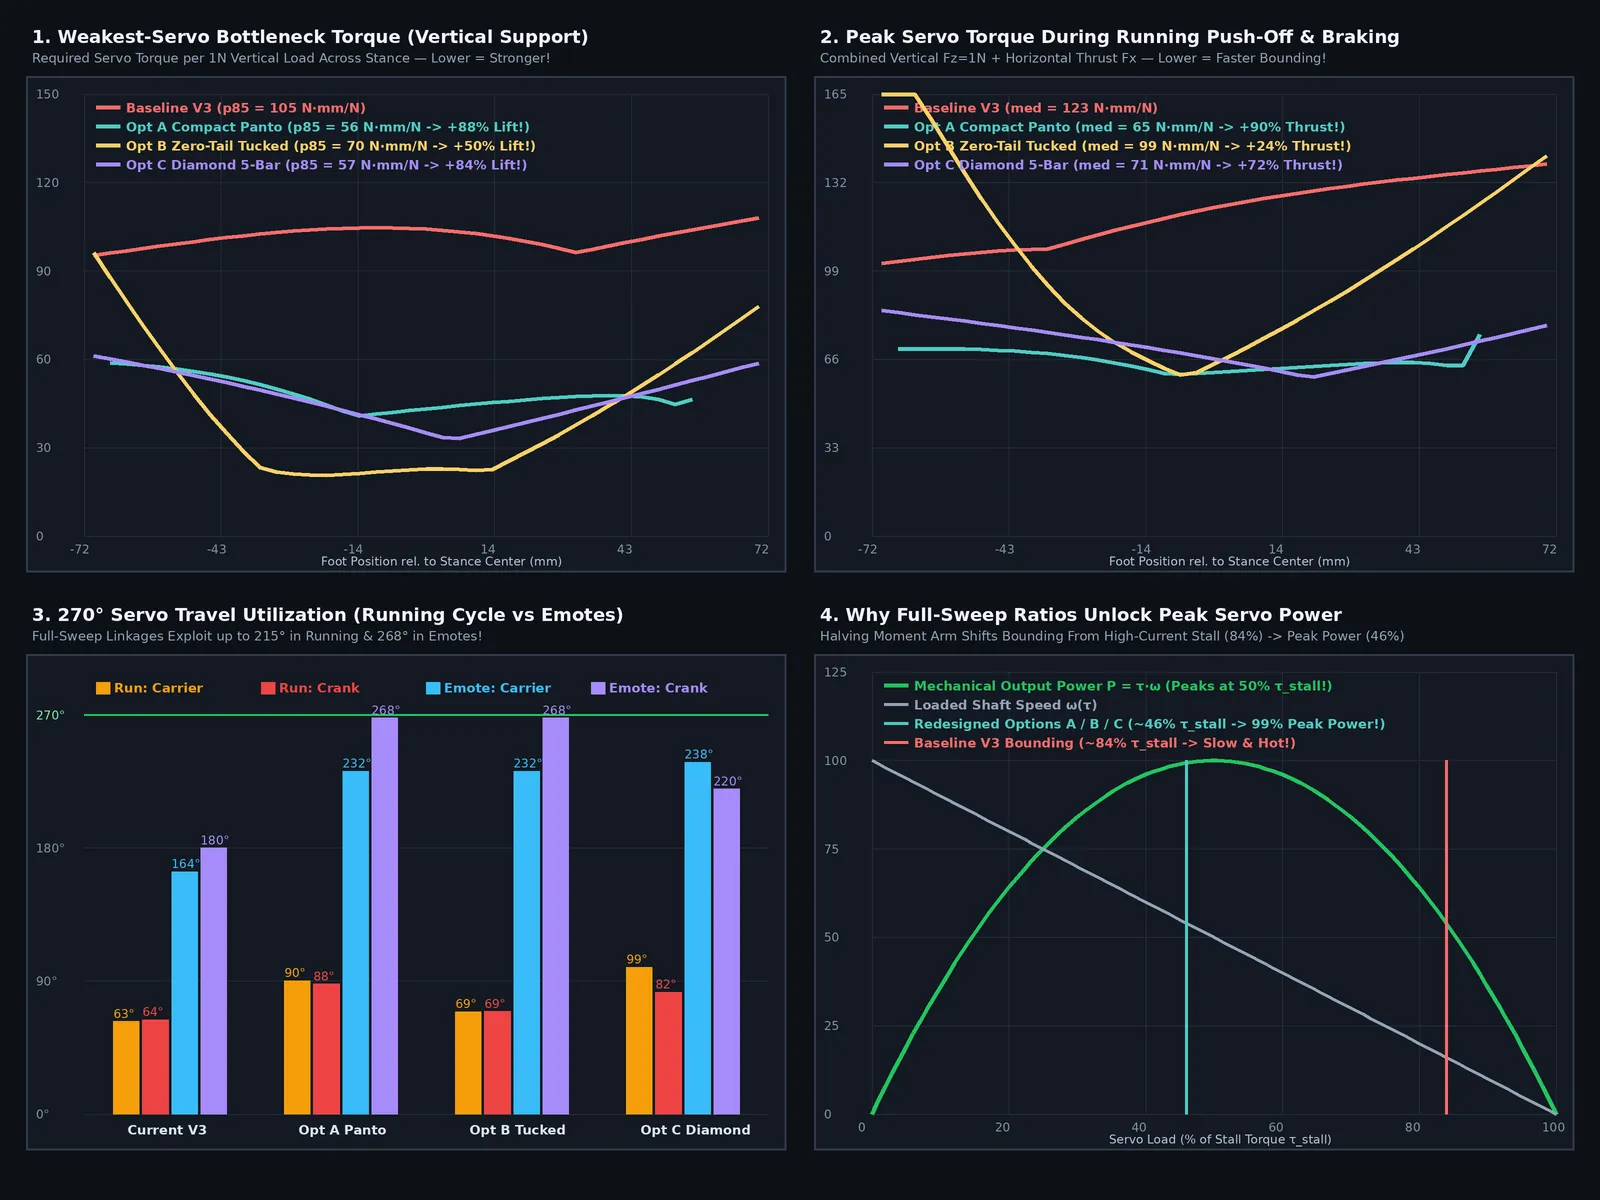 1. Weakest-Servo Bottleneck Torque (Vertical Support)
Required Servo Torque per 1N Vertical Load Across Stance — Lower = Stronger!
150
Baseline V3 (p85 = 105 N·mm/N)
Opt A Compact Panto (p85 = 56 N·mm/N -> +88% Lift!)
Opt B Zero-Tail Tucked (p85 = 70 N·mm/N -> +50% Lift!)
Opt C Diamond 5-Bar (p85 = 57 N·mm/N -> +84% Lift!)
120
90
60
30
0
-72 -43 -14 14 43 72
Foot Position rel. to Stance Center (mm)
2. Peak Servo Torque During Running Push-Off & Braking
Combined Vertical Fz=1N + Horizontal Thrust Fx — Lower = Faster Bounding!
165
Baseline V3 (med = 123 N·mm/N)
Opt A Compact Panto (med = 65 N·mm/N -> +90% Thrust!)
Opt B Zero-Tail Tucked (med = 99 N·mm/N -> +24% Thrust!)
Opt C Diamond 5-Bar (med = 71 N·mm/N -> +72% Thrust!)
132
99
66
33
0
-72 -43 -14 14 43 72
Foot Position rel. to Stance Center (mm)
3. 270° Servo Travel Utilization (Running Cycle vs Emotes)
Full-Sweep Linkages Exploit up to 215° in Running & 268° in Emotes!
Run: Carrier Run: Crank Emote: Carrier Emote: Crank
270°
180°
90°
0°
63° 64° 164° 180°
90° 88° 232° 268°
69° 69° 232° 268°
99° 82° 238° 220°
Current V3 Opt A Panto Opt B Tucked Opt C Diamond
4. Why Full-Sweep Ratios Unlock Peak Servo Power
Halving Moment Arm Shifts Bounding From High-Current Stall (84%) -> Peak Power (46%)
125
Mechanical Output Power P = τ·ω (Peaks at 50% τ_stall!)
Loaded Shaft Speed ω(τ)
Redesigned Options A / B / C (~46% τ_stall -> 99% Peak Power!)
Baseline V3 Bounding (~84% τ_stall -> Slow & Hot!)
100
75
50
25
0
0 20 40 60 80 100
Servo Load (% of Stall Torque τ_stall)